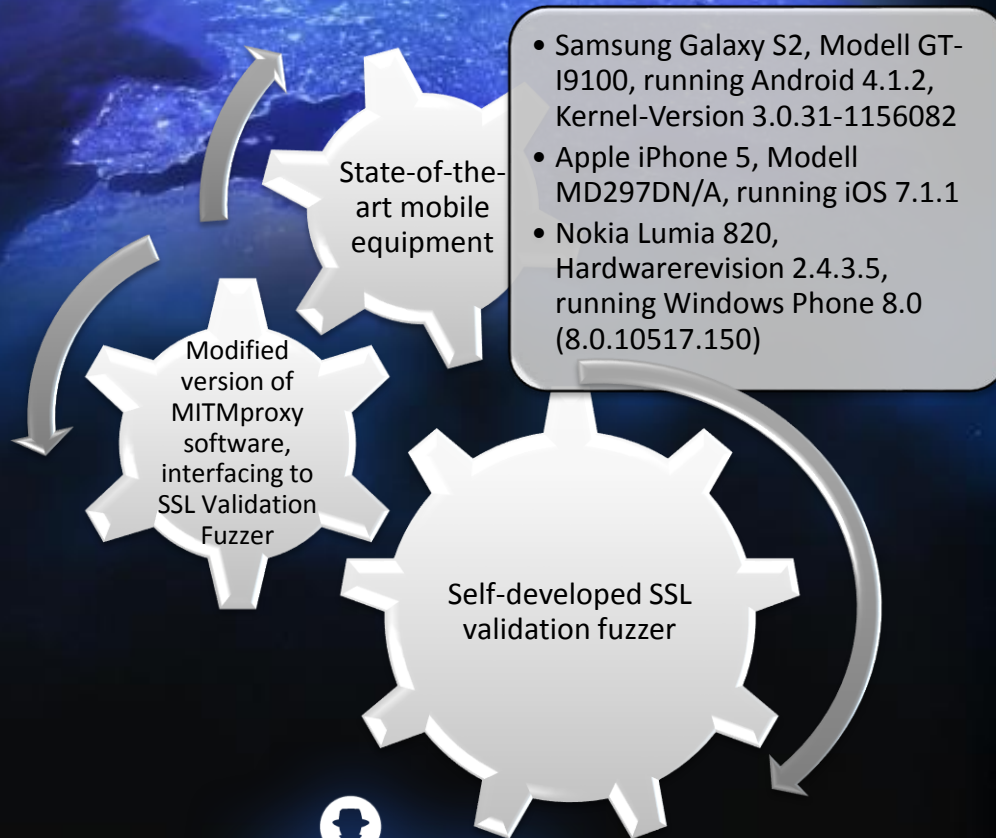 State-of-the-
art mobile
equipment
• Samsung Galaxy S2, Modell GT-
I9100, running Android 4.1.2,
Kernel-Version 3.0.31-1156082
• Apple iPhone 5, Modell
MD297DN/A, running iOS 7.1.1
• Nokia Lumia 820,
Hardwarerevision 2.4.3.5,
running Windows Phone 8.0
(8.0.10517.150)
Modified
version of
MITMproxy
software,
interfacing to
SSL Validation
Fuzzer
Self-developed SSL
validation fuzzer